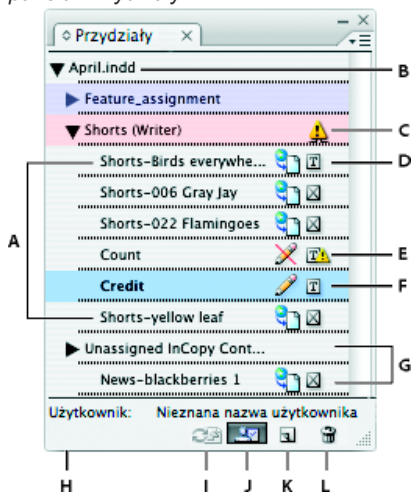 Przydziały
April.indd
B
Feature_assignment
Shorts (Writer)
C
Shorts-Birds everywhe...
T
D
Shorts-006 Gray Jay
Shorts-022 Flamingoes
A
Count
T
E
Credit
T
F
Shorts-yellow leaf
Unassigned InCopy Cont...
G
News-blackberries 1
Użytkownik: Nieznana nazwa użytkownika
H I J K L